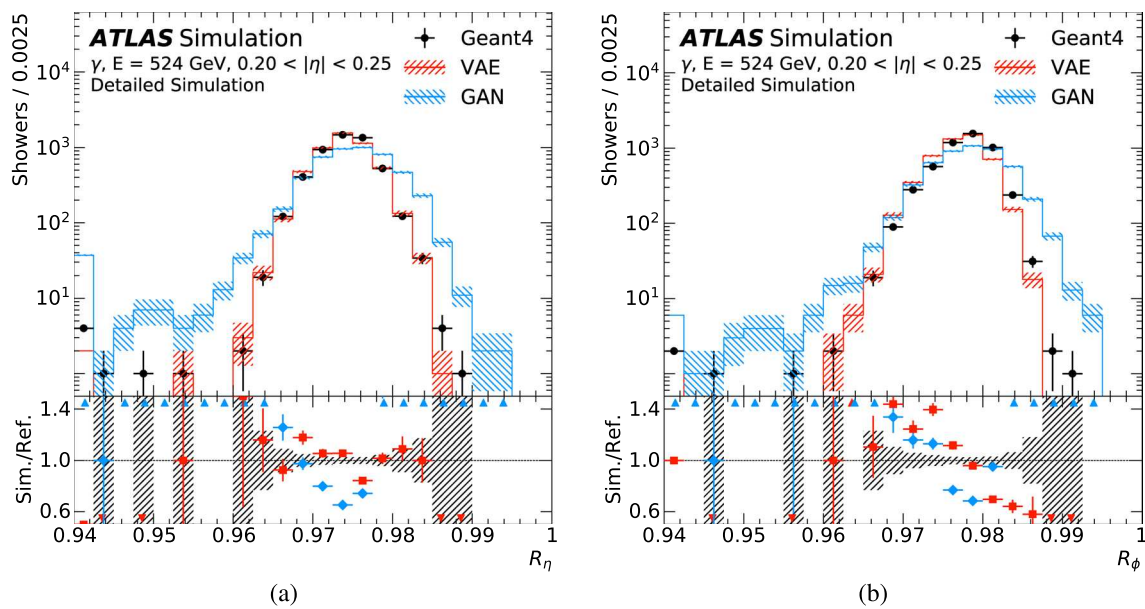 ATLAS Simulation
γ, E = 524 GeV, 0.20 < |η| < 0.25
Detailed Simulation
Geant4
VAE
GAN
Showers / 0.0025
10⁴
10³
10²
10¹
Sim./Ref.
1.4
1.0
0.6
0.94 0.95 0.96 0.97 0.98 0.99 1
R_η
(a)
ATLAS Simulation
γ, E = 524 GeV, 0.20 < |η| < 0.25
Detailed Simulation
Geant4
VAE
GAN
Showers / 0.0025
10⁴
10³
10²
10¹
Sim./Ref.
1.4
1.0
0.6
0.94 0.95 0.96 0.97 0.98 0.99 1
R_ϕ
(b)